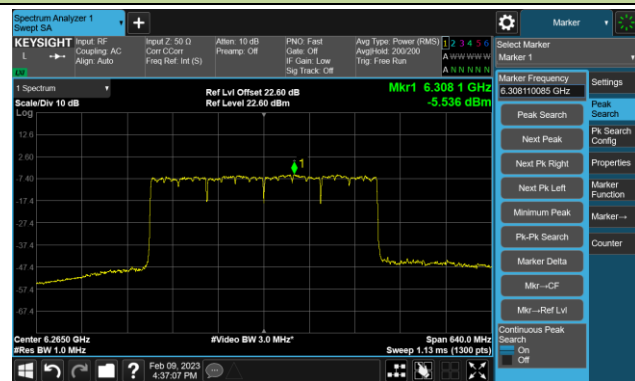 Spectrum Analyzer 1
Swept SA
Marker
KEYSIGHT
L
LV
Input: RF
Coupling: AC
Align: Auto
Input Z: 50 Ω
Corr CCorr
Freq Ref: Int (S)
Atten: 10 dB
Preamp: Off
PNO: Fast
Gate: Off
IF Gain: Low
Sig Track: Off
Avg Type: Power (RMS)
Avg|Hold: 200/200
Trig: Free Run
1 2 3 4 5 6
A W W W W W
A N N N N N
1 Spectrum
Scale/Div 10 dB
Log
Ref Lvl Offset 22.60 dB
Ref Level 22.60 dBm
Mkr1 6.308 1 GHz
-5.536 dBm
12.6
2.60
-7.40
-17.4
-27.4
-37.4
-47.4
-57.4
-67.4
1
Center 6.2650 GHz
#Res BW 1.0 MHz
#Video BW 3.0 MHz*
Span 640.0 MHz
Sweep 1.13 ms (1300 pts)
Select Marker
Marker 1
Marker Frequency
6.308110085 GHz
Peak Search
Next Peak
Next Pk Right
Next Pk Left
Minimum Peak
Pk-Pk Search
Marker Delta
Mkr→CF
Mkr→Ref Lvl
Continuous Peak
Search
On
Off
Settings
Peak
Search
Pk Search
Config
Properties
Marker
Function
Marker→
Counter
?
Feb 09, 2023
4:37:07 PM